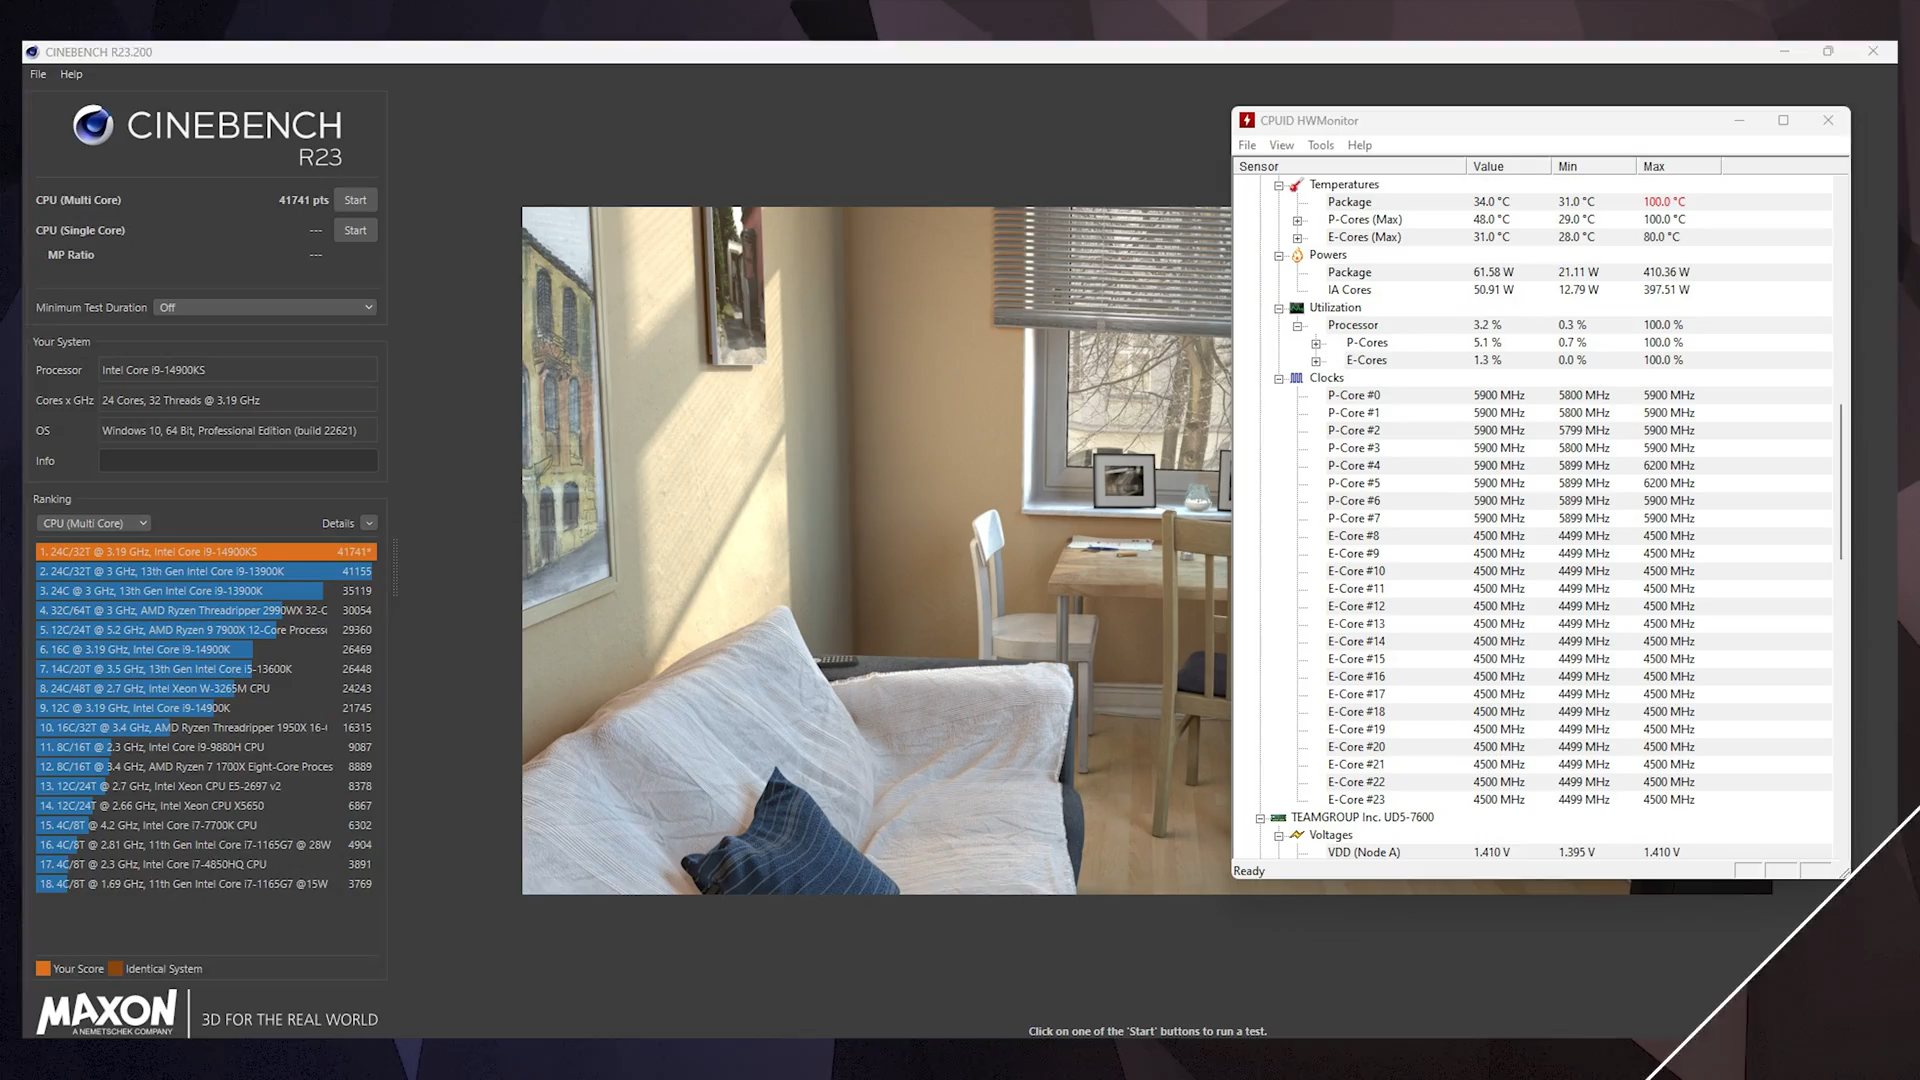 CINEBENCH R23.200
File Help
CINEBENCH
R23
CPU (Multi Core) 41741 pts Start
CPU (Single Core) --- Start
MP Ratio ---
Minimum Test Duration Off
Your System
Processor Intel Core i9-14900KS
Cores x GHz 24 Cores, 32 Threads @ 3.19 GHz
OS Windows 10, 64 Bit, Professional Edition (build 22621)
Info
Ranking
CPU (Multi Core) Details
1. 24C/32T @ 3.19 GHz, Intel Core i9-14900KS 41741*
2. 24C/32T @ 3 GHz, 13th Gen Intel Core i9-13900K 41155
3. 24C @ 3 GHz, 13th Gen Intel Core i9-13900K 35119
4. 32C/64T @ 3 GHz, AMD Ryzen Threadripper 2990WX 32-C 30054
5. 12C/24T @ 5.2 GHz, AMD Ryzen 9 7900X 12-Core Processo 29360
6. 16C @ 3.19 GHz, Intel Core i9-14900K 26469
7. 14C/20T @ 3.5 GHz, 13th Gen Intel Core i5-13600K 26448
8. 24C/48T @ 2.7 GHz, Intel Xeon W-3265M CPU 24243
9. 12C @ 3.19 GHz, Intel Core i9-14900K 21745
10. 16C/32T @ 3.4 GHz, AMD Ryzen Threadripper 1950X 16-( 16315
11. 8C/16T @ 2.3 GHz, Intel Core i9-9880H CPU 9087
12. 8C/16T @ 3.4 GHz, AMD Ryzen 7 1700X Eight-Core Proces 8889
13. 12C/24T @ 2.7 GHz, Intel Xeon CPU E5-2697 v2 8378
14. 12C/24T @ 2.66 GHz, Intel Xeon CPU X5650 6867
15. 4C/8T @ 4.2 GHz, Intel Core i7-7700K CPU 6302
16. 4C/8T @ 2.81 GHz, 11th Gen Intel Core i7-1165G7 @ 28W 4904
17. 4C/8T @ 2.3 GHz, Intel Core i7-4850HQ CPU 3891
18. 4C/8T @ 1.69 GHz, 11th Gen Intel Core i7-1165G7 @15W 3769
Your Score Identical System
MAXON
A NEMETSCHEK COMPANY
3D FOR THE REAL WORLD
Click on one of the 'Start' buttons to run a test.
CPUID HWMonitor
File View Tools Help
Sensor Value Min Max
Temperatures
Package 34.0 °C 31.0 °C 100.0 °C
P-Cores (Max) 48.0 °C 29.0 °C 100.0 °C
E-Cores (Max) 31.0 °C 28.0 °C 80.0 °C
Powers
Package 61.58 W 21.11 W 410.36 W
IA Cores 50.91 W 12.79 W 397.51 W
Utilization
Processor 3.2 % 0.3 % 100.0 %
P-Cores 5.1 % 0.7 % 100.0 %
E-Cores 1.3 % 0.0 % 100.0 %
Clocks
P-Core #0 5900 MHz 5800 MHz 5900 MHz
P-Core #1 5900 MHz 5800 MHz 5900 MHz
P-Core #2 5900 MHz 5799 MHz 5900 MHz
P-Core #3 5900 MHz 5800 MHz 5900 MHz
P-Core #4 5900 MHz 5899 MHz 6200 MHz
P-Core #5 5900 MHz 5899 MHz 6200 MHz
P-Core #6 5900 MHz 5899 MHz 5900 MHz
P-Core #7 5900 MHz 5899 MHz 5900 MHz
E-Core #8 4500 MHz 4499 MHz 4500 MHz
E-Core #9 4500 MHz 4499 MHz 4500 MHz
E-Core #10 4500 MHz 4499 MHz 4500 MHz
E-Core #11 4500 MHz 4499 MHz 4500 MHz
E-Core #12 4500 MHz 4499 MHz 4500 MHz
E-Core #13 4500 MHz 4499 MHz 4500 MHz
E-Core #14 4500 MHz 4499 MHz 4500 MHz
E-Core #15 4500 MHz 4499 MHz 4500 MHz
E-Core #16 4500 MHz 4499 MHz 4500 MHz
E-Core #17 4500 MHz 4499 MHz 4500 MHz
E-Core #18 4500 MHz 4499 MHz 4500 MHz
E-Core #19 4500 MHz 4499 MHz 4500 MHz
E-Core #20 4500 MHz 4499 MHz 4500 MHz
E-Core #21 4500 MHz 4499 MHz 4500 MHz
E-Core #22 4500 MHz 4499 MHz 4500 MHz
E-Core #23 4500 MHz 4499 MHz 4500 MHz
TEAMGROUP Inc. UD5-7600
Voltages
VDD (Node A) 1.410 V 1.395 V 1.410 V
Ready